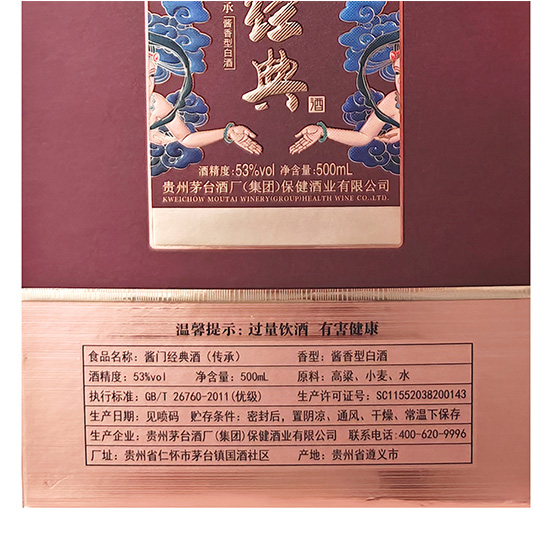 承
酱香型白酒
经典
酒
酒精度:53%vol 净含量:500mL
贵州茅台酒厂(集团)保健酒业有限公司
KWEICHOW MOUTAI WINERY(GROUP)HEALTH WINE CO.,LTD.
温馨提示: 过量饮酒 有害健康
食品名称: 酱门经典酒 (传承) 香型: 酱香型白酒
酒精度: 53%vol 净含量: 500mL 原料: 高粱、小麦、水
执行标准: GB/T 26760-2011(优级) 生产许可证号: SC11552038200143
生产日期: 见喷码 贮存条件: 密封后, 置阴凉、通风、干燥、常温下保存
生产企业: 贵州茅台酒厂(集团)保健酒业有限公司 联系电话: 400-620-9996
厂址: 贵州省仁怀市茅台镇国酒社区 产地: 贵州省遵义市